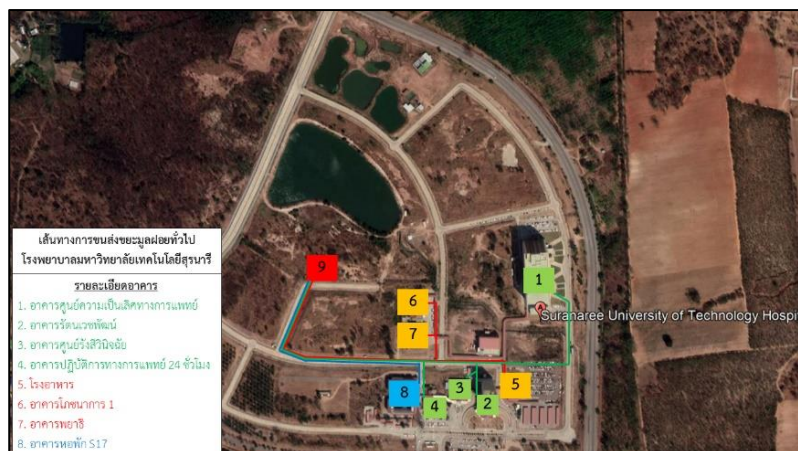 เส้นทางการขนส่งขยะมูลฝอยทั่วไป
โรงพยาบาลมหาวิทยาลัยเทคโนโลยีสุรนารี
รายละเอียดอาคาร
1. อาคารศูนย์ความเป็นเลิศทางการแพทย์
2. อาคารรัตนเวชพัฒน์
3. อาคารศูนย์รังสีวินิจฉัย
4. อาคารปฏิบัติการทางการแพทย์ 24 ชั่วโมง
5. โรงอาหาร
6. อาคารโภชนาการ 1
7. อาคารพยาธิ
8. อาคารหอพัก S17
9
1
A
Suranaree University of Technology Hospi
6
7
8
4
3
2
5